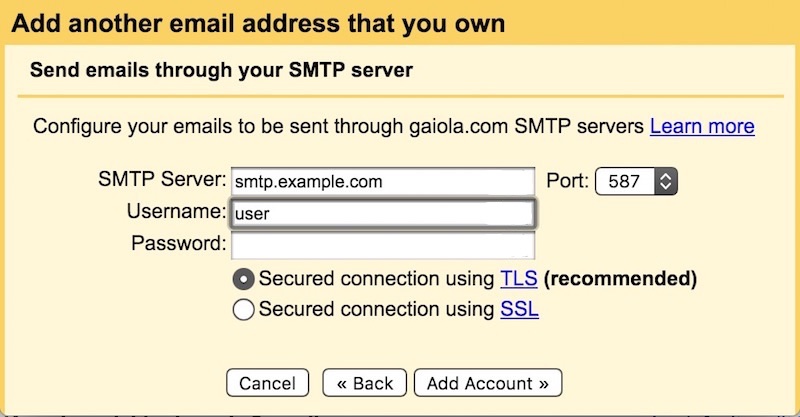 Add another email address that you own
Send emails through your SMTP server
Configure your emails to be sent through gaiola.com SMTP servers Learn more
SMTP Server: smtp.example.com Port: 587
Username: user
Password:
Secured connection using TLS (recommended)
Secured connection using SSL
Cancel « Back Add Account »